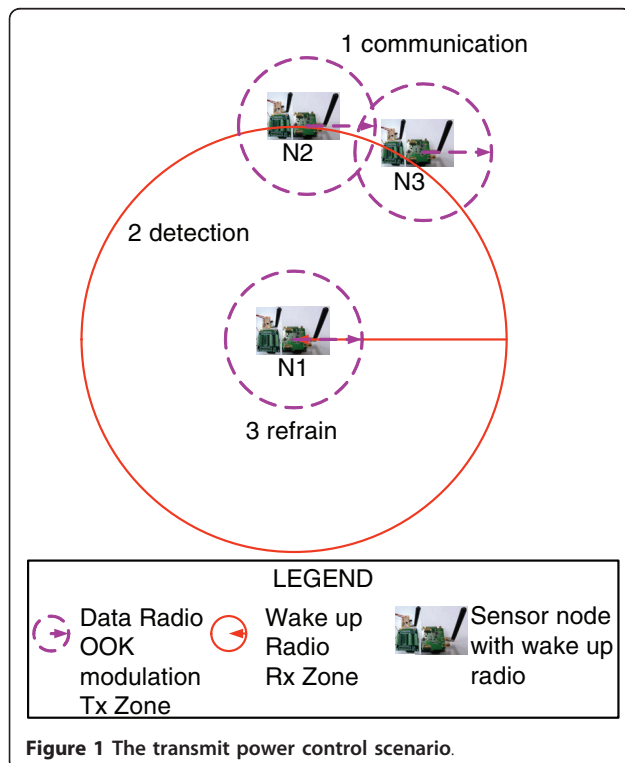 1 communication
N2
N3
2 detection
N1
3 refrain
LEGEND
Data Radio
OOK
modulation
Tx Zone
Wake up
Radio
Rx Zone
Sensor node
with wake up
radio
Figure 1 The transmit power control scenario.